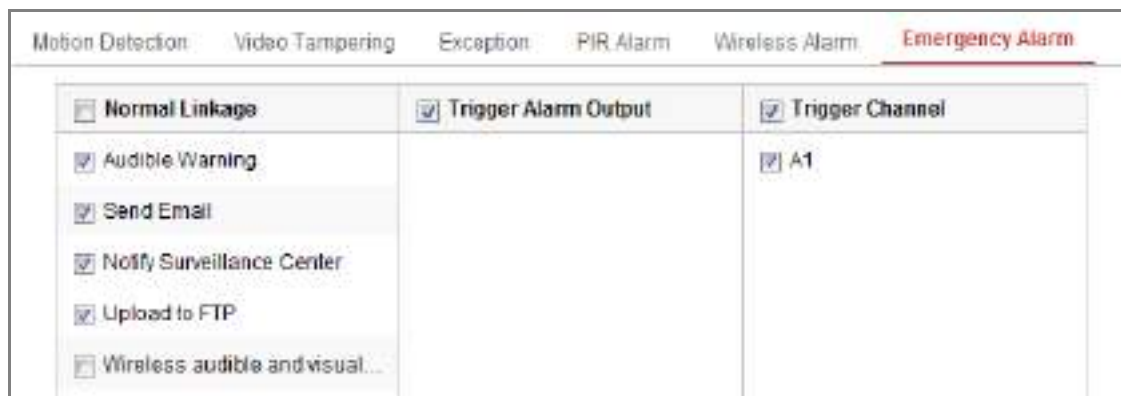 Motion Detection Video Tampering Exception PIR Alarm Wireless Alarm Emergency Alarm
Normal Linkage Trigger Alarm Output Trigger Channel
Audible Warning A1
Send Email
Notify Surveillance Center
Upload to FTP
Wireless audible and visual...